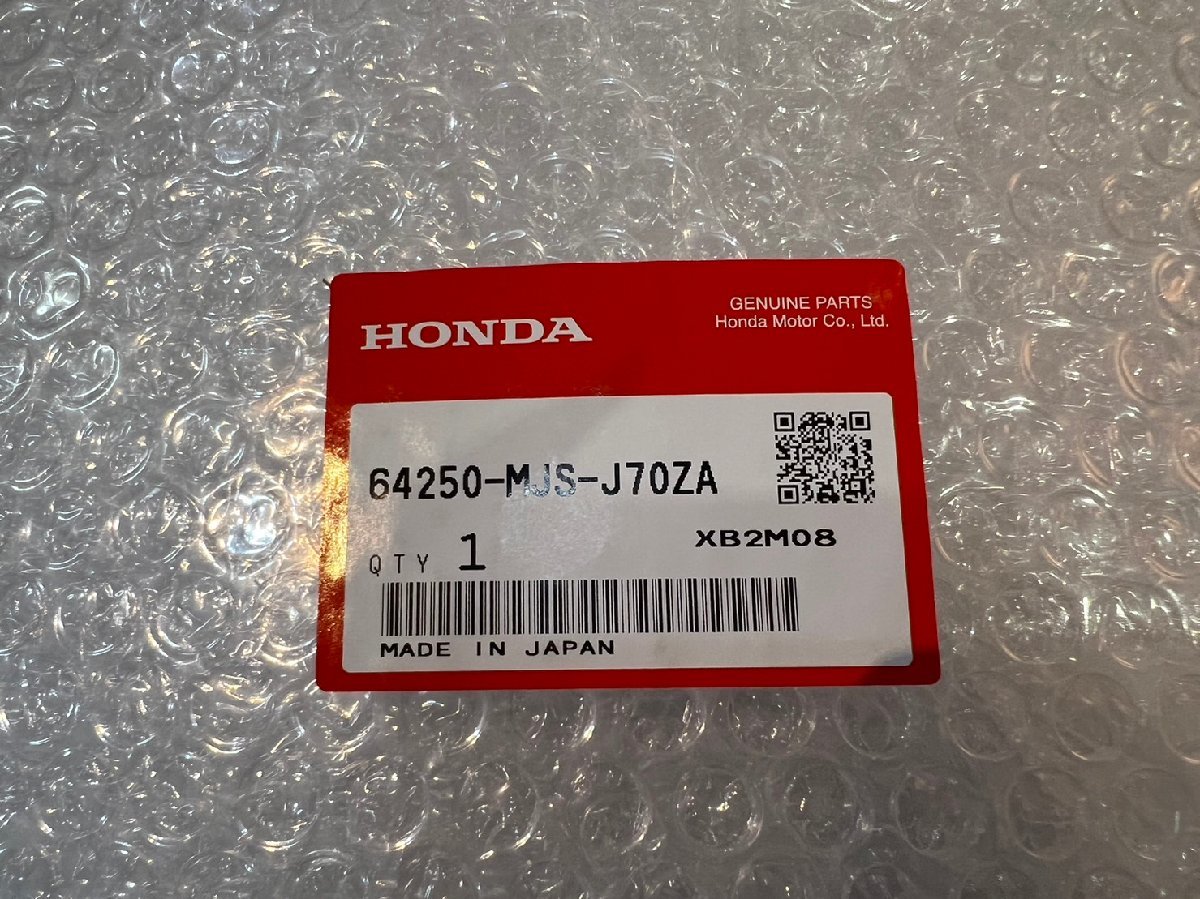 HONDA
GENUINE PARTS
Honda Motor Co., Ltd.
64250-MJS-J70ZA
XB2M08
QTY 1
MADE IN JAPAN